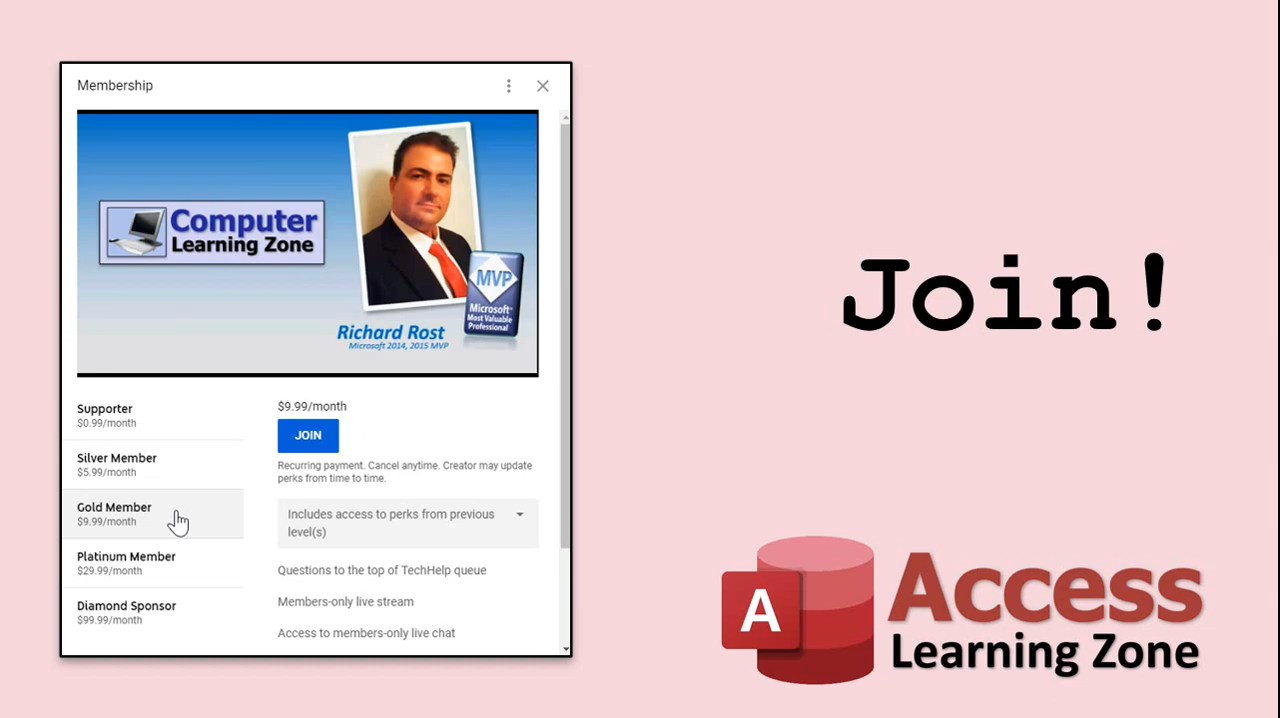 Membership
Computer
Learning Zone
MVP
Microsoft®
Most Valuable
Professional
Richard Rost
Microsoft 2014, 2015 MVP
Supporter
$0.99/month
Silver Member
$5.99/month
Gold Member
$9.99/month
Platinum Member
$29.99/month
Diamond Sponsor
$99.99/month
$9.99/month
JOIN
Recurring payment. Cancel anytime. Creator may update
perks from time to time.
Includes access to perks from previous
level(s)
Questions to the top of TechHelp queue
Members-only live stream
Access to members-only live chat
Join!
A
Access
Learning Zone